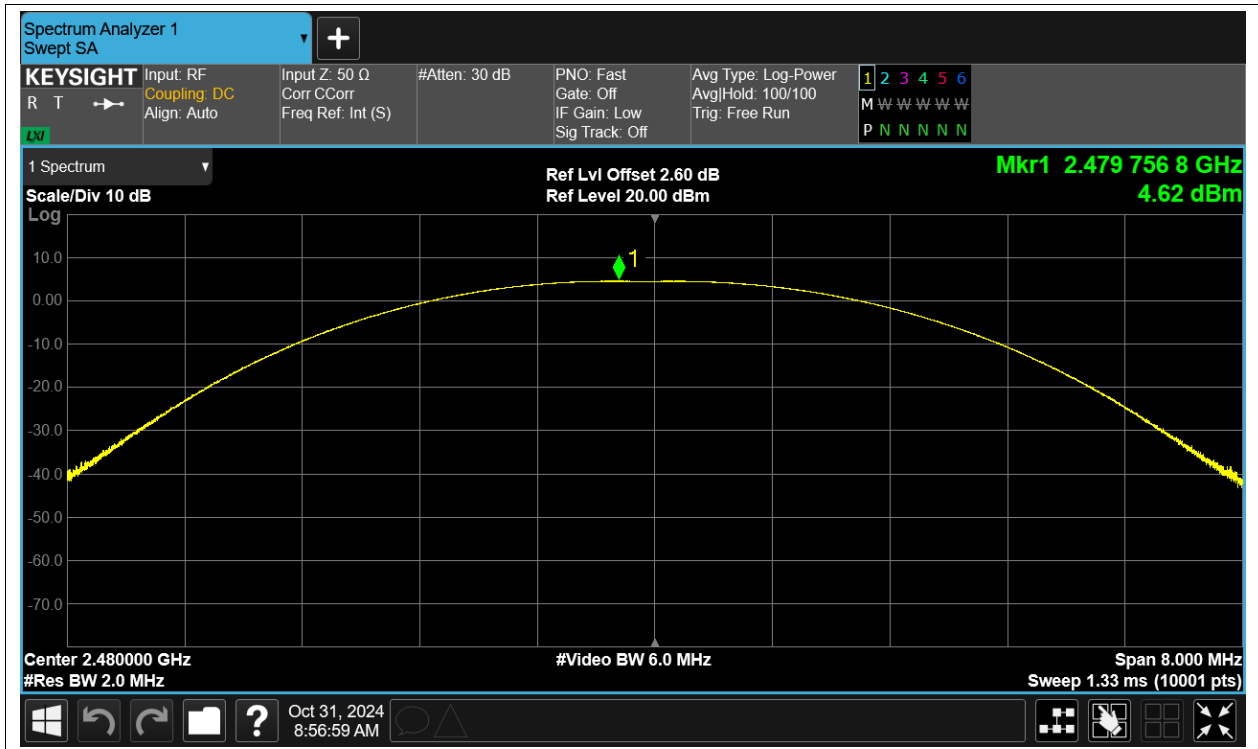 Spectrum Analyzer 1
Swept SA
+
KEYSIGHT
R T
LXI
Input: RF
Coupling: DC
Align: Auto
Input Z: 50 Ω
Corr CCorr
Freq Ref: Int (S)
#Atten: 30 dB
PNO: Fast
Gate: Off
IF Gain: Low
Sig Track: Off
Avg Type: Log-Power
Avg|Hold: 100/100
Trig: Free Run
1 2 3 4 5 6
M W W W W W
P N N N N N
1 Spectrum
Scale/Div 10 dB
Log
Ref Lvl Offset 2.60 dB
Ref Level 20.00 dBm
Mkr1 2.479 756 8 GHz
4.62 dBm
1
10.0
0.00
-10.0
-20.0
-30.0
-40.0
-50.0
-60.0
-70.0
Center 2.480000 GHz
#Res BW 2.0 MHz
#Video BW 6.0 MHz
Span 8.000 MHz
Sweep 1.33 ms (10001 pts)
?
Oct 31, 2024
8:56:59 AM